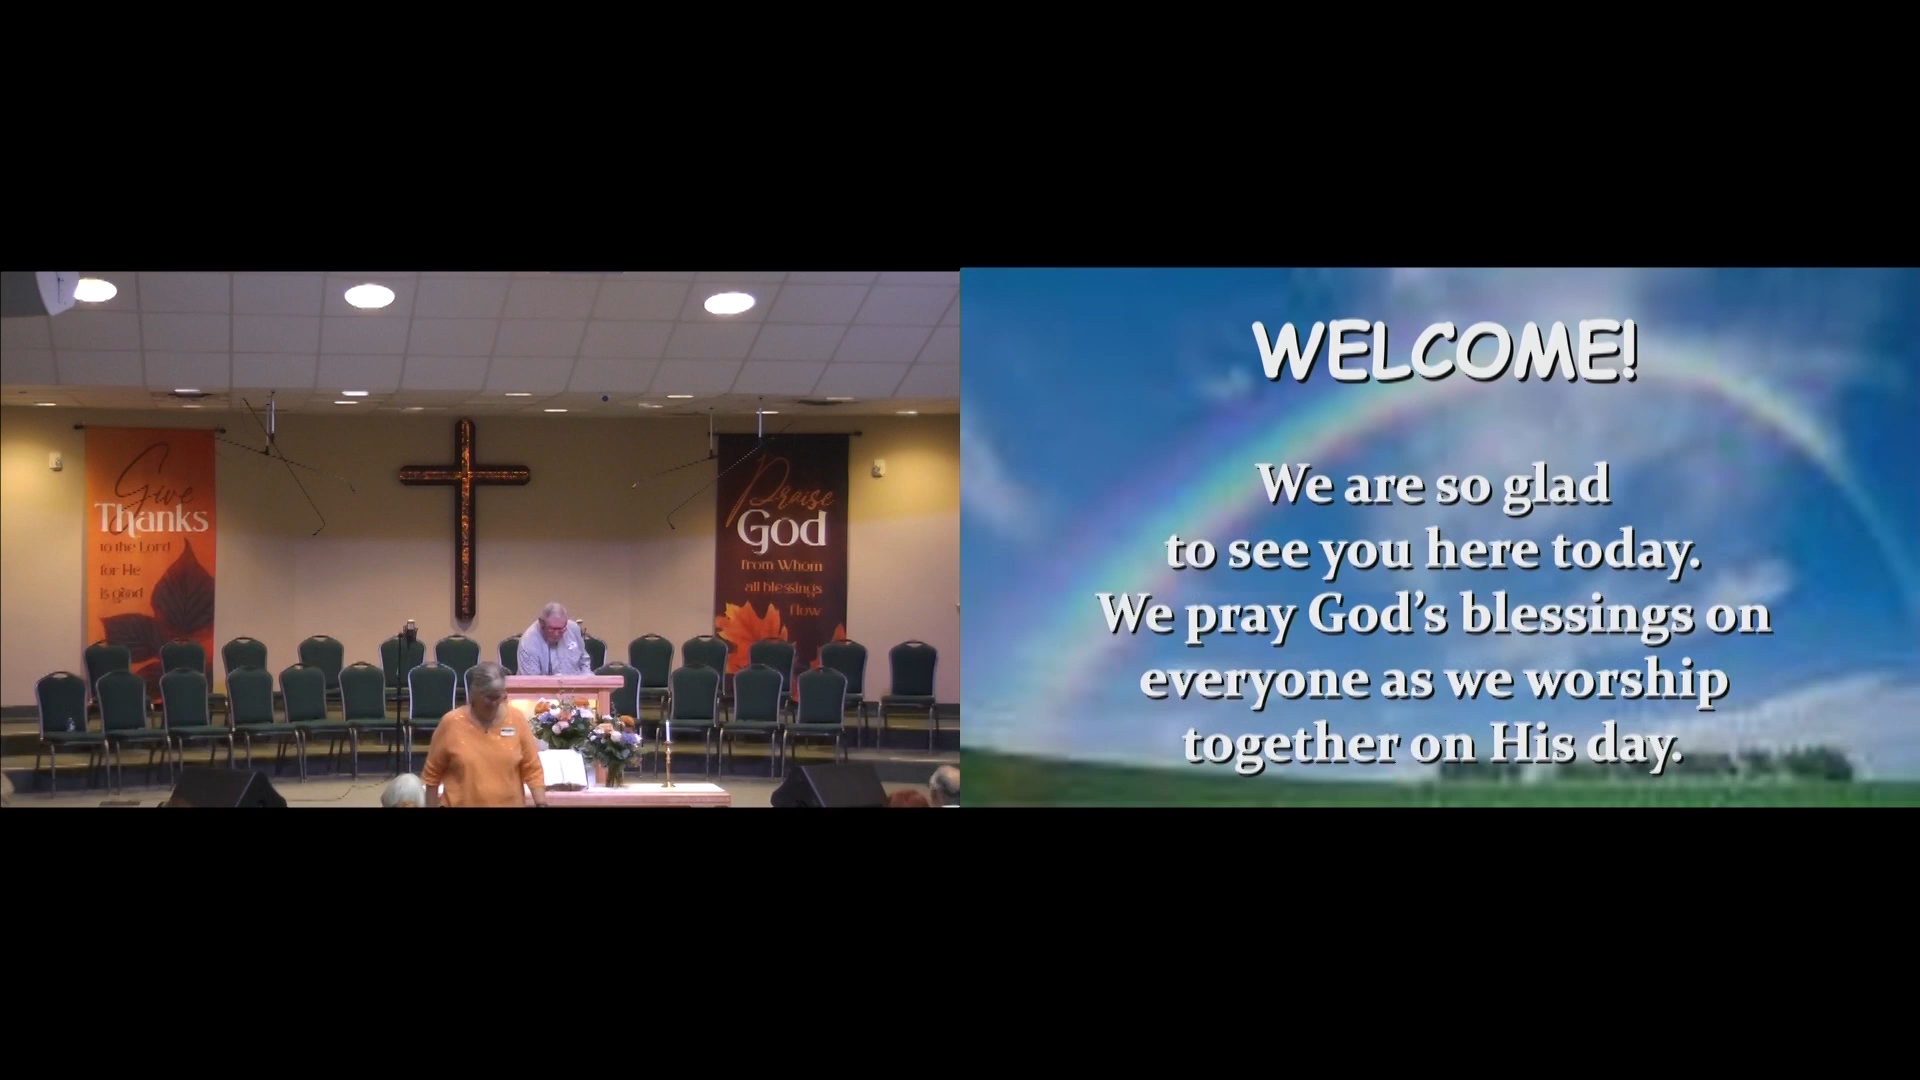 Give
Thanks
to the Lord
for He
is good
Praise
God
from Whom
all blessings
flow
WELCOME!
We are so glad
to see you here today.
We pray God’s blessings on
everyone as we worship
together on His day.